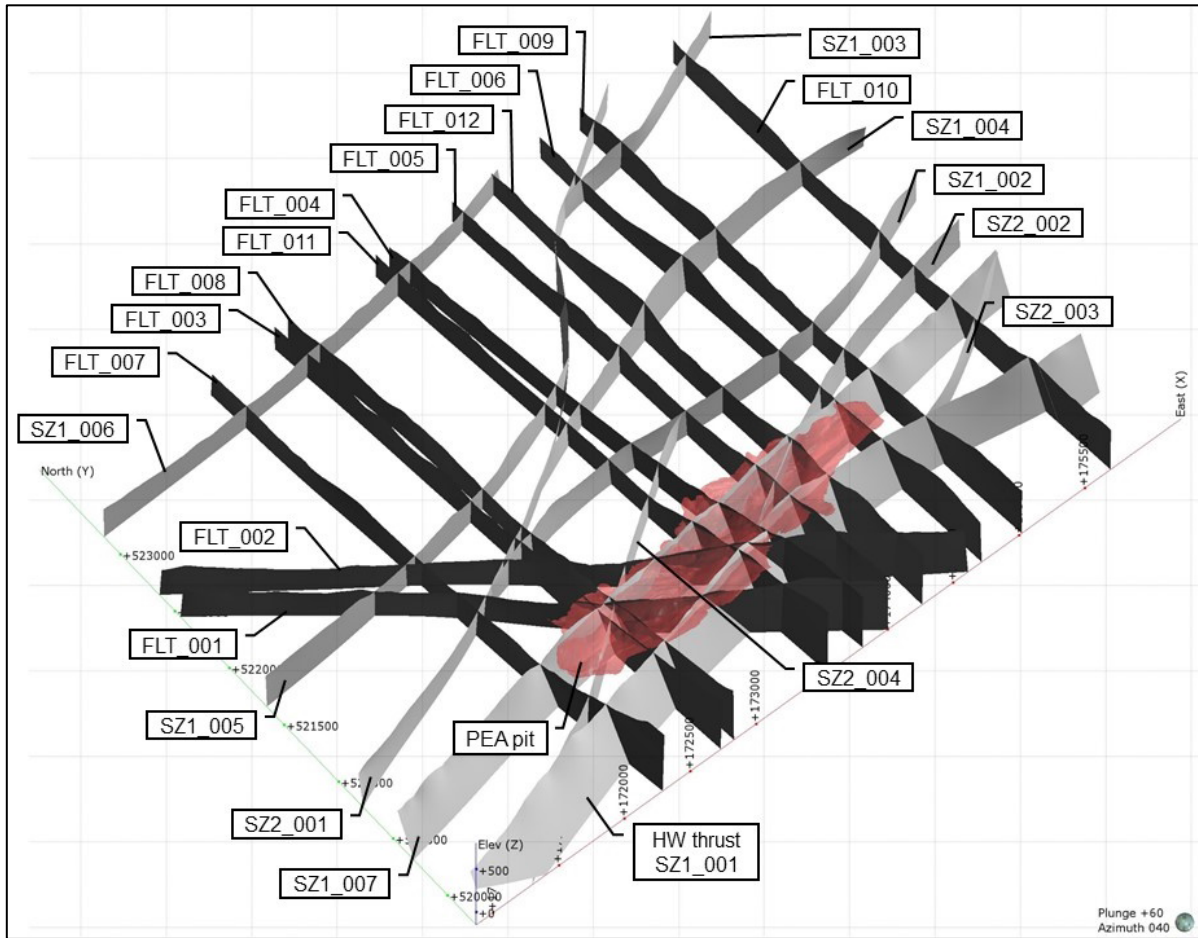 FLT_009
SZ1_003
FLT_006
FLT_010
FLT_012
SZ1_004
FLT_005
SZ1_002
FLT_004
SZ2_002
FLT_011
FLT_008
SZ2_003
FLT_003
FLT_007
East (X)
SZ1_006
North (Y)
+175500
+523000
FLT_002
FLT_001
+522000
SZ2_004
+173000
SZ1_005
+521500
PEA pit
+172500
+172000
SZ2_001
HW thrust
SZ1_001
Elev (Z)
+500
SZ1_007
+520000
+0
Plunge +60
Azimuth 040